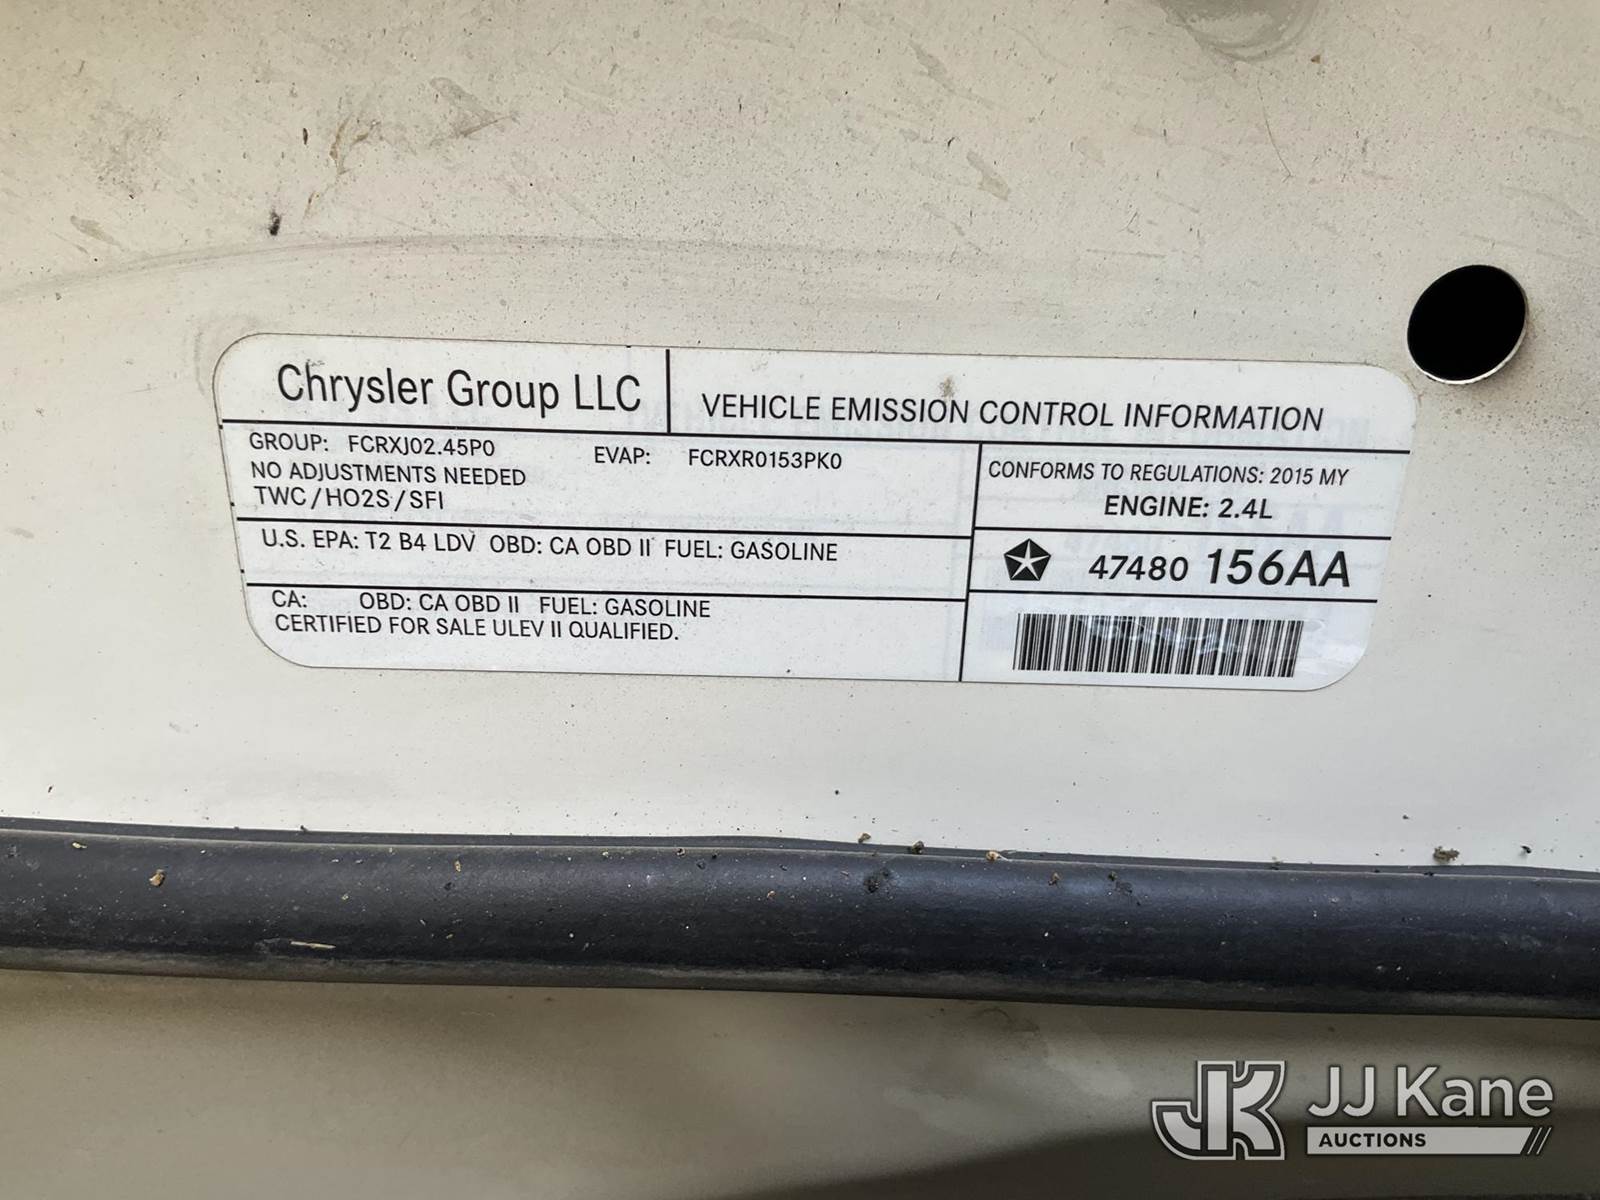 Chrysler Group LLC
VEHICLE EMISSION CONTROL INFORMATION
GROUP: FCRXJ02.45P0 EVAP: FCRXR0153PK0
NO ADJUSTMENTS NEEDED
TWC/HO2S/SFI
CONFORMS TO REGULATIONS: 2015 MY
ENGINE: 2.4L
U.S. EPA: T2 B4 LDV OBD: CA OBD II FUEL: GASOLINE
47480 156AA
CA: OBD: CA OBD II FUEL: GASOLINE
CERTIFIED FOR SALE ULEV II QUALIFIED.
JK JJ Kane
AUCTIONS